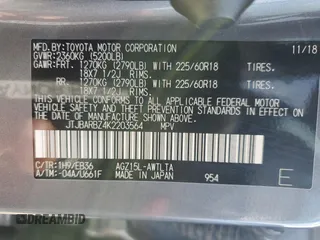 MFD.BY:TOYOTA MOTOR CORPORATION 11/18
GVWR:2360KG (5200LB)
GAWR:FRT. 1270KG (2790LB) WITH 225/60R18 TIRES.
18X7 1/2J RIMS.
RR. 1270KG (2790LB) WITH 225/60R18 TIRES.
18X7 1/2J RIMS.
THIS VEHICLE CONFORMS TO ALL APPLICABLE FEDERAL MOTOR
VEHICLE SAFETY AND THEFT PREVENTION STANDARDS IN EFFECT
ON THE DATE OF MANUFACTURE SHOWN ABOVE.
JTJBARBZ4K2203564 MPV
C/TR:1H9/EB36 AGZ15L-AWTLTA
A/TM:-04A/U661F MADE IN JAPAN 954 E
DREAMBID